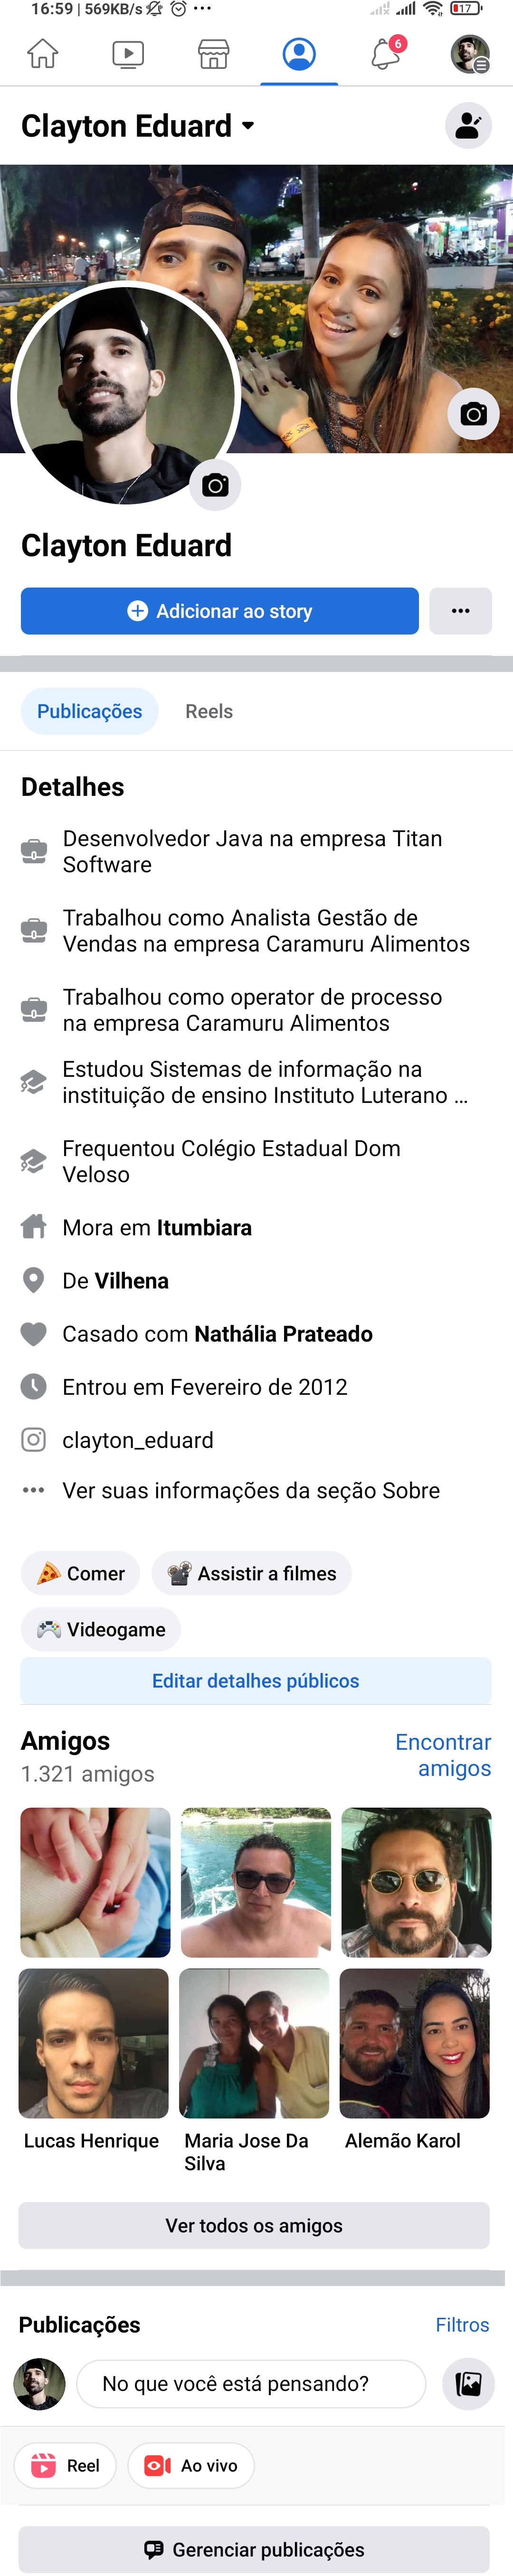 16:59 | 569KB/s
17
6
Clayton Eduard
Clayton Eduard
Adicionar ao story
Publicações
Reels
Detalhes
Desenvolvedor Java na empresa Titan
Software
Trabalhou como Analista Gestão de
Vendas na empresa Caramuru Alimentos
Trabalhou como operator de processo
na empresa Caramuru Alimentos
Estudou Sistemas de informação na
instituição de ensino Instituto Luterano ...
Frequentou Colégio Estadual Dom
Veloso
Mora em Itumbiara
De Vilhena
Casado com Nathália Prateado
Entrou em Fevereiro de 2012
clayton_eduard
Ver suas informações da seção Sobre
Comer
Assistir a filmes
Videogame
Editar detalhes públicos
Amigos
Encontrar
amigos
1.321 amigos
Lucas Henrique
Maria Jose Da
Silva
Alemão Karol
Ver todos os amigos
Publicações
Filtros
No que você está pensando?
Reel
Ao vivo
Gerenciar publicações